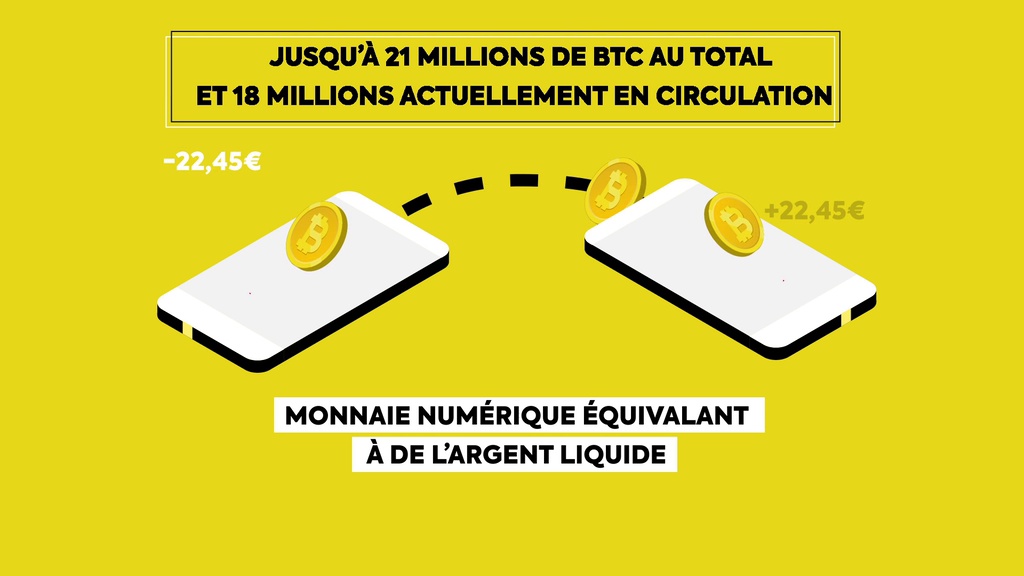 JUSQU'À 21 MILLIONS DE BTC AU TOTAL
ET 18 MILLIONS ACTUELLEMENT EN CIRCULATION
-22,45€
+22,45€
MONNAIE NUMÉRIQUE ÉQUIVALANT
À DE L'ARGENT LIQUIDE